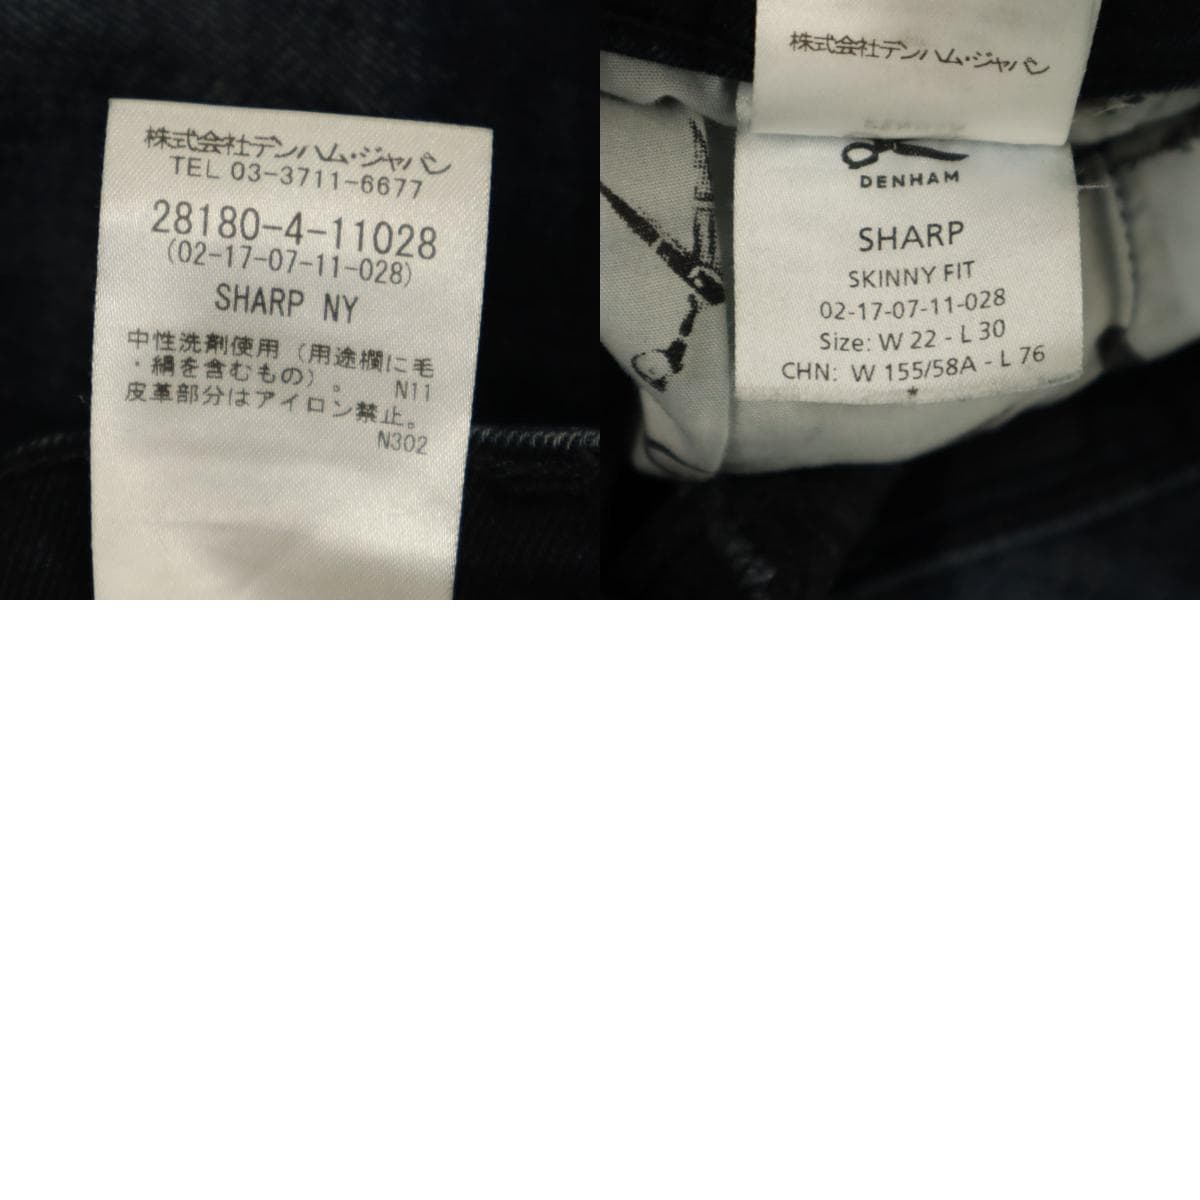 株式会社デンハム・ジャパン
TEL 03-3711-6677
28180-4-11028
(02-17-07-11-028)
SHARP NY
中性洗剤使用（用途欄に毛
・絹を含むもの）。 N11
皮革部分はアイロン禁止。
N302
株式会社デンハム・ジャパン
DENHAM
SHARP
SKINNY FIT
02-17-07-11-028
Size: W 22 - L 30
CHN: W 155/58A - L 76
*